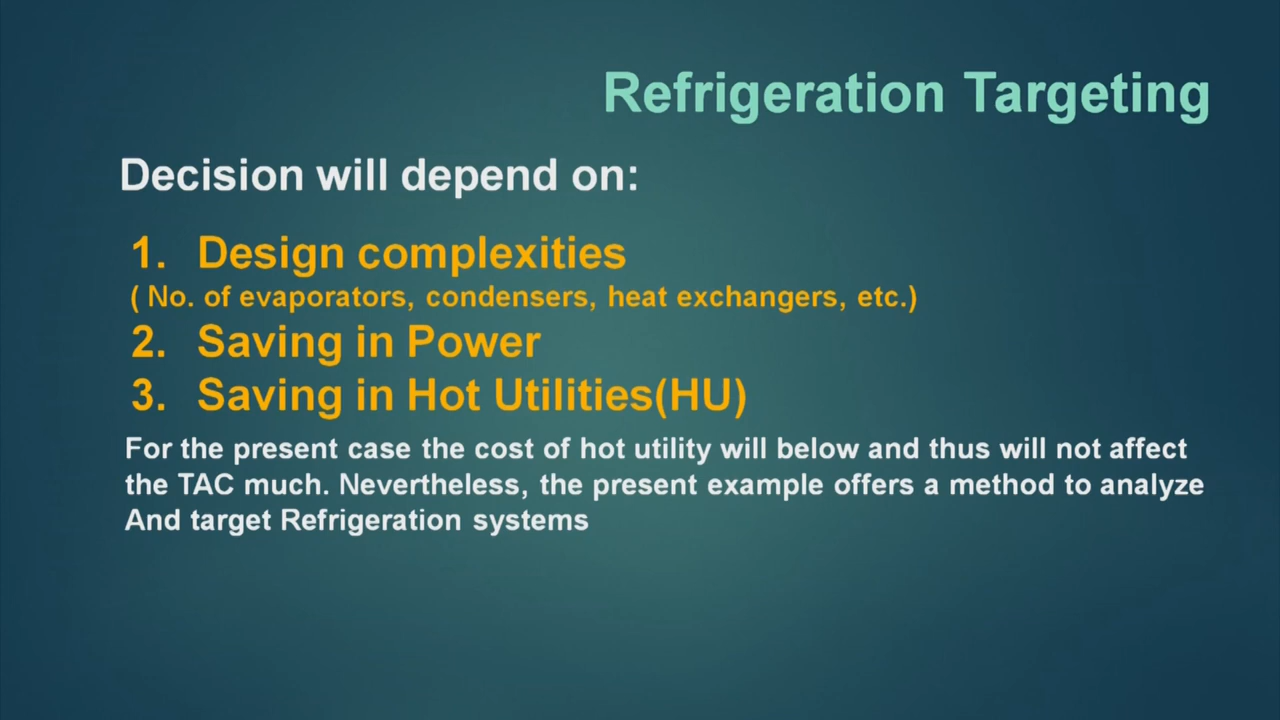 Refrigeration Targeting
Decision will depend on:
1. Design complexities
( No. of evaporators, condensers, heat exchangers, etc.)
2. Saving in Power
3. Saving in Hot Utilities(HU)
For the present case the cost of hot utility will below and thus will not affect
the TAC much. Nevertheless, the present example offers a method to analyze
And target Refrigeration systems